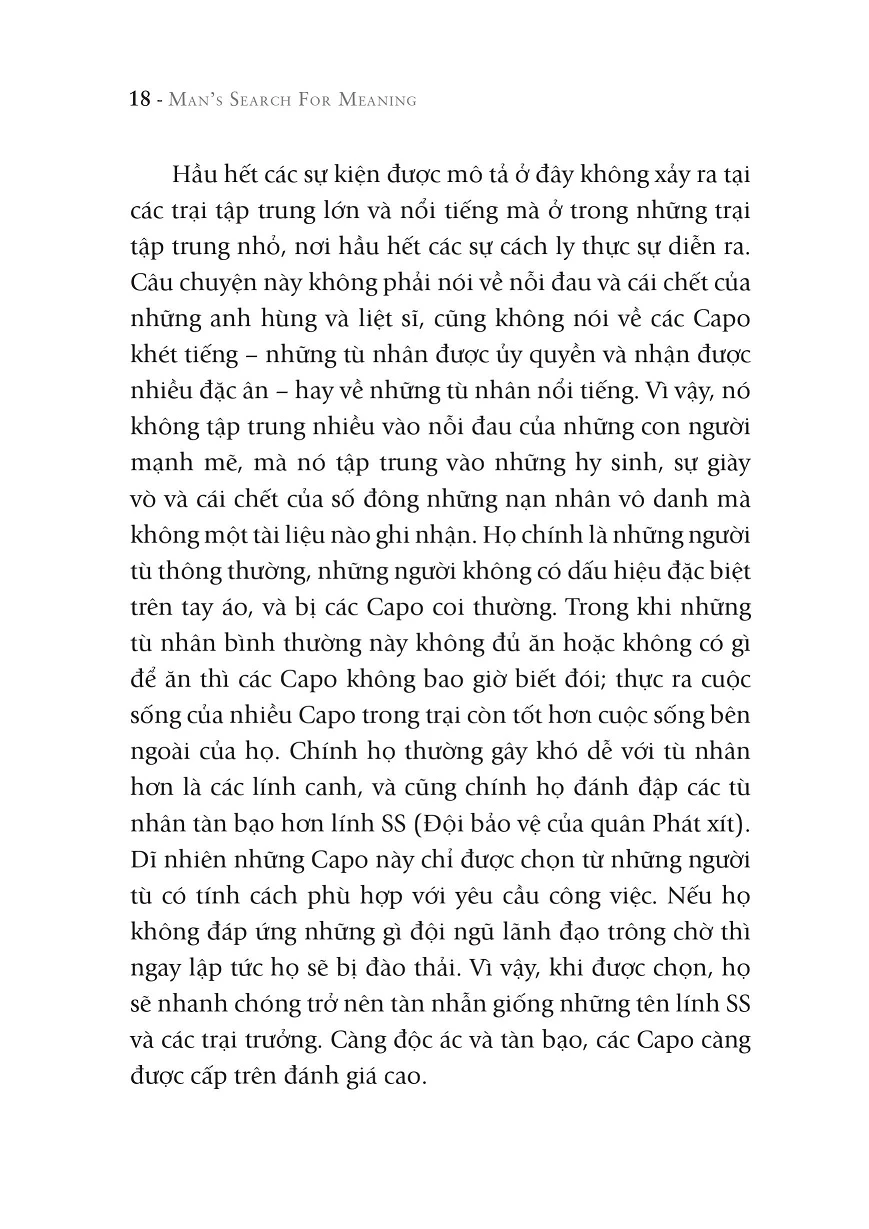 18 - Man's Search For Meaning
Hầu hết các sự kiện được mô tả ở đây không xảy ra tại
các trại tập trung lớn và nổi tiếng mà ở trong những trại
tập trung nhỏ, nơi hầu hết các sự cách ly thực sự diễn ra.
Câu chuyện này không phải nói về nỗi đau và cái chết của
những anh hùng và liệt sĩ, cũng không nói về các Capo
khét tiếng – những tù nhân được ủy quyền và nhận được
nhiều đặc ân – hay về những tù nhân nổi tiếng. Vì vậy, nó
không tập trung nhiều vào nỗi đau của những con người
mạnh mẽ, mà nó tập trung vào những hy sinh, sự giày
vò và cái chết của số đông những nạn nhân vô danh mà
không một tài liệu nào ghi nhận. Họ chính là những người
tù thông thường, những người không có dấu hiệu đặc biệt
trên tay áo, và bị các Capo coi thường. Trong khi những
tù nhân bình thường này không đủ ăn hoặc không có gì
để ăn thì các Capo không bao giờ biết đói; thực ra cuộc
sống của nhiều Capo trong trại còn tốt hơn cuộc sống bên
ngoài của họ. Chính họ thường gây khó dễ với tù nhân
hơn là các lính canh, và cũng chính họ đánh đập các tù
nhân tàn bạo hơn lính SS (Đội bảo vệ của quân Phát xít).
Dĩ nhiên những Capo này chỉ được chọn từ những người
tù có tính cách phù hợp với yêu cầu công việc. Nếu họ
không đáp ứng những gì đội ngũ lãnh đạo trông chờ thì
ngay lập tức họ sẽ bị đào thải. Vì vậy, khi được chọn, họ
sẽ nhanh chóng trở nên tàn nhẫn giống những tên lính SS
và các trại trưởng. Càng độc ác và tàn bạo, các Capo càng
được cấp trên đánh giá cao.